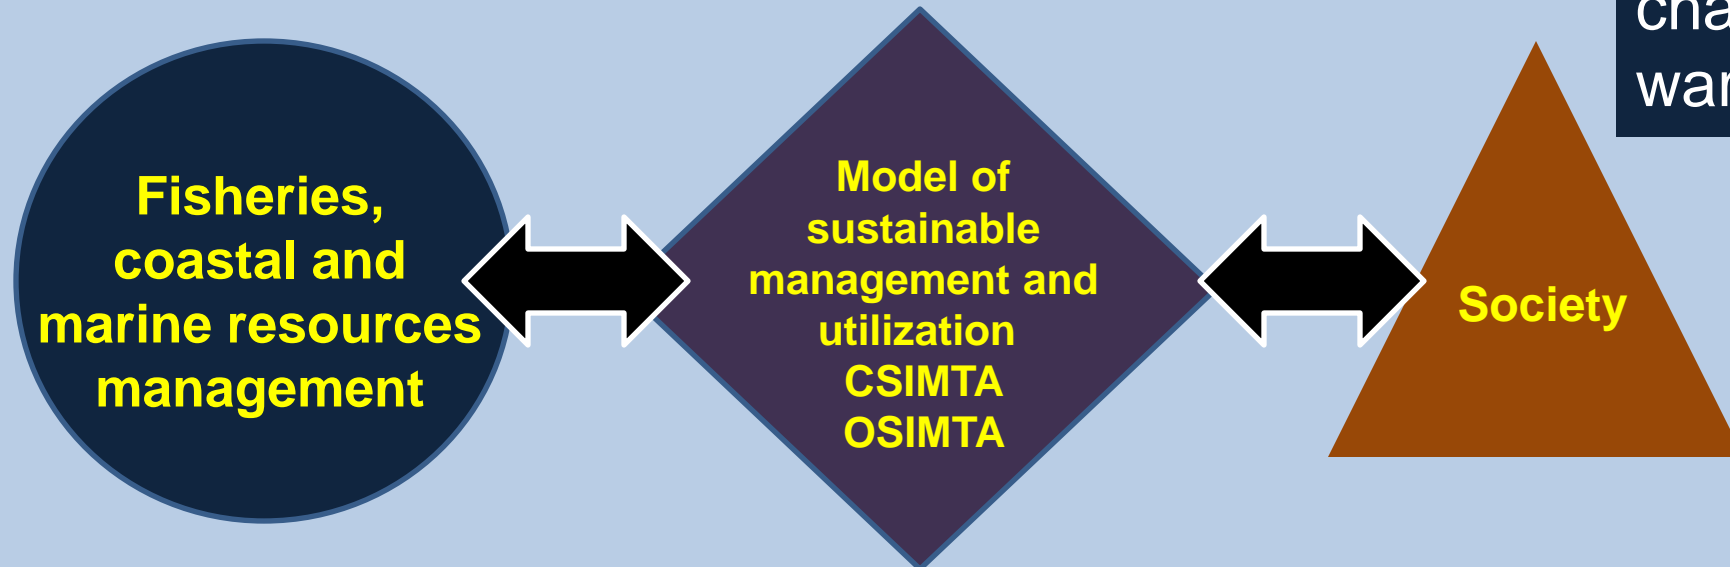 Fisheries,
coastal and
marine resources
management
Model of
sustainable
management and
utilization
CSIMTA
OSIMTA
Society